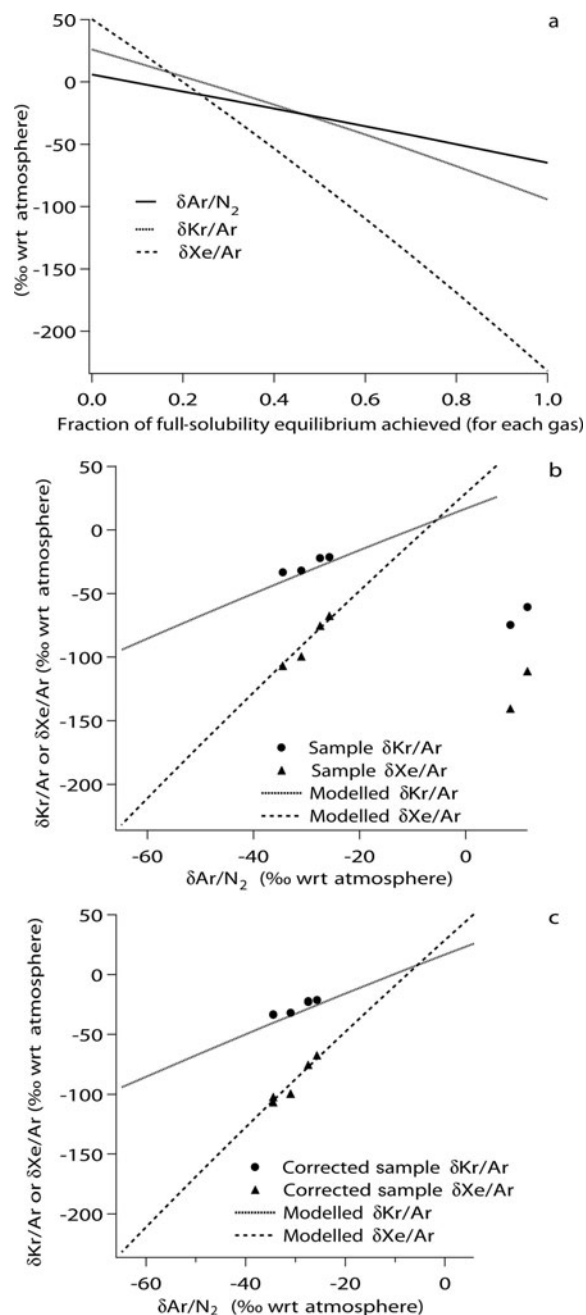 a
50
0
-50
-100
-150
-200
(‰ wrt atmosphere)
δAr/N₂
δKr/Ar
δXe/Ar
0.0 0.2 0.4 0.6 0.8 1.0
Fraction of full-solubility equilibrium achieved (for each gas)
b
50
0
-50
-100
-150
-200
δKr/Ar or δXe/Ar (‰ wrt atmosphere)
Sample δKr/Ar
Sample δXe/Ar
Modelled δKr/Ar
Modelled δXe/Ar
-60 -40 -20 0
δAr/N₂ (‰ wrt atmosphere)
c
50
0
-50
-100
-150
-200
δKr/Ar or δXe/Ar (‰ wrt atmosphere)
Corrected sample δKr/Ar
Corrected sample δXe/Ar
Modelled δKr/Ar
Modelled δXe/Ar
-60 -40 -20 0
δAr/N₂ (‰ wrt atmosphere)